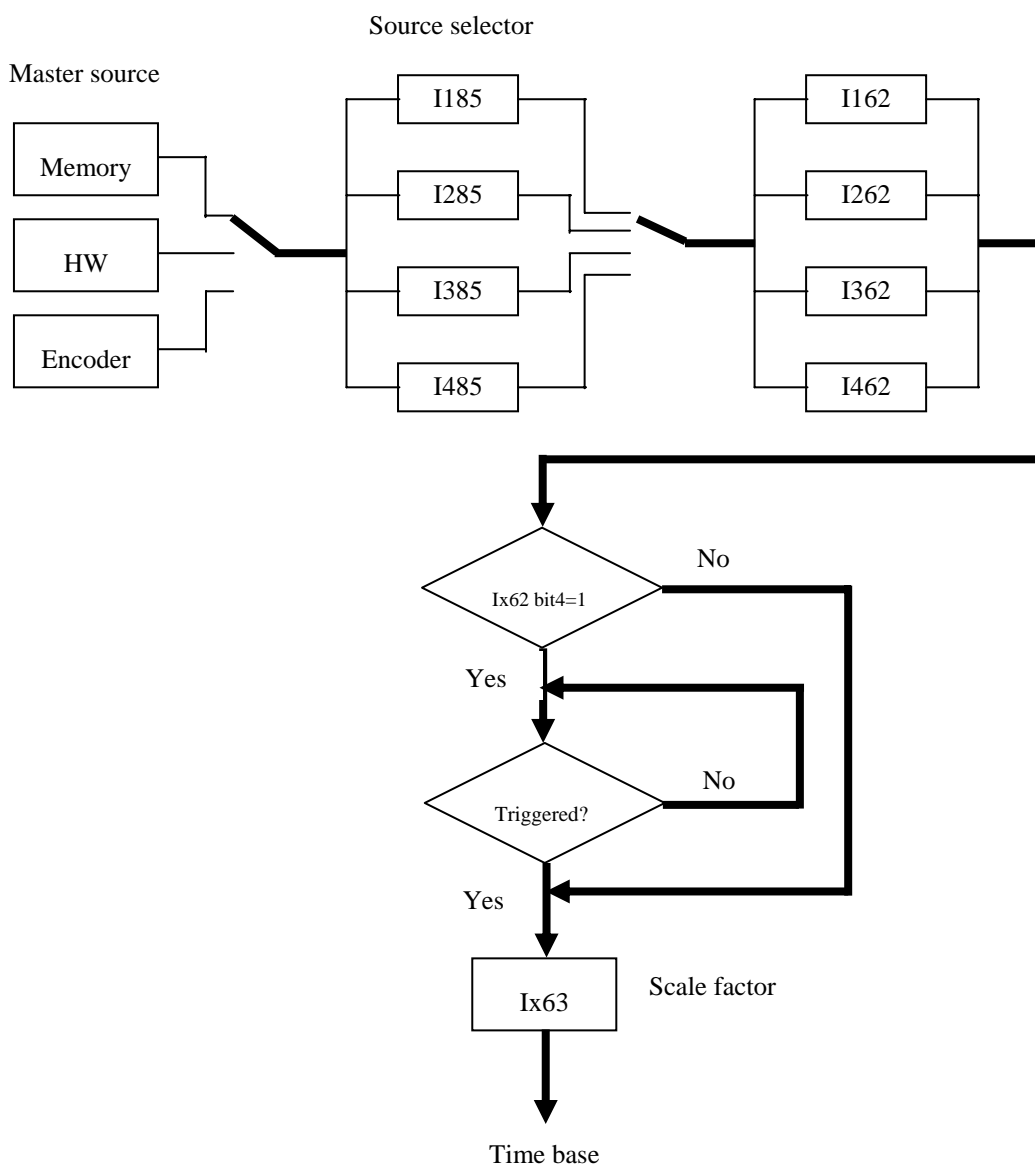 Source selector
Master source
Memory
HW
Encoder
I185
I285
I385
I485
I162
I262
I362
I462
Ix62 bit4=1
No
Yes
Triggered?
No
Yes
Ix63
Scale factor
Time base